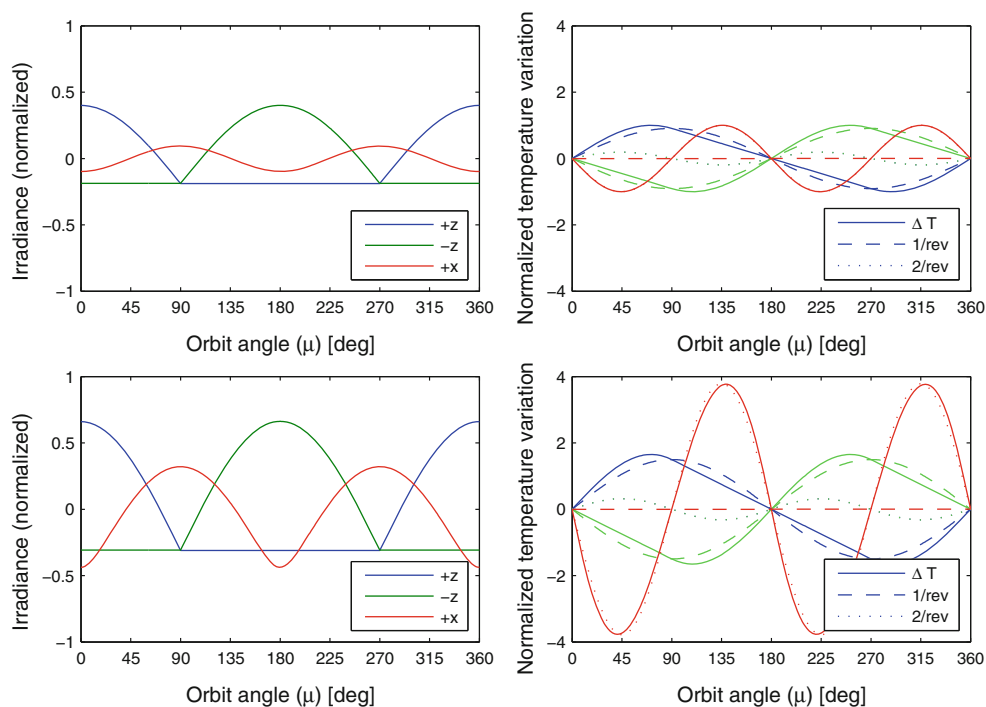 Irradiance (normalized)
1
0.5
0
−0.5
−1
0 45 90 135 180 225 270 315 360
Orbit angle (μ) [deg]
+z
−z
+x
Normalized temperature variation
4
2
0
−2
−4
0 45 90 135 180 225 270 315 360
Orbit angle (μ) [deg]
Δ T
1/rev
2/rev
Irradiance (normalized)
1
0.5
0
−0.5
−1
0 45 90 135 180 225 270 315 360
Orbit angle (μ) [deg]
+z
−z
+x
Normalized temperature variation
4
2
0
−2
−4
0 45 90 135 180 225 270 315 360
Orbit angle (μ) [deg]
Δ T
1/rev
2/rev